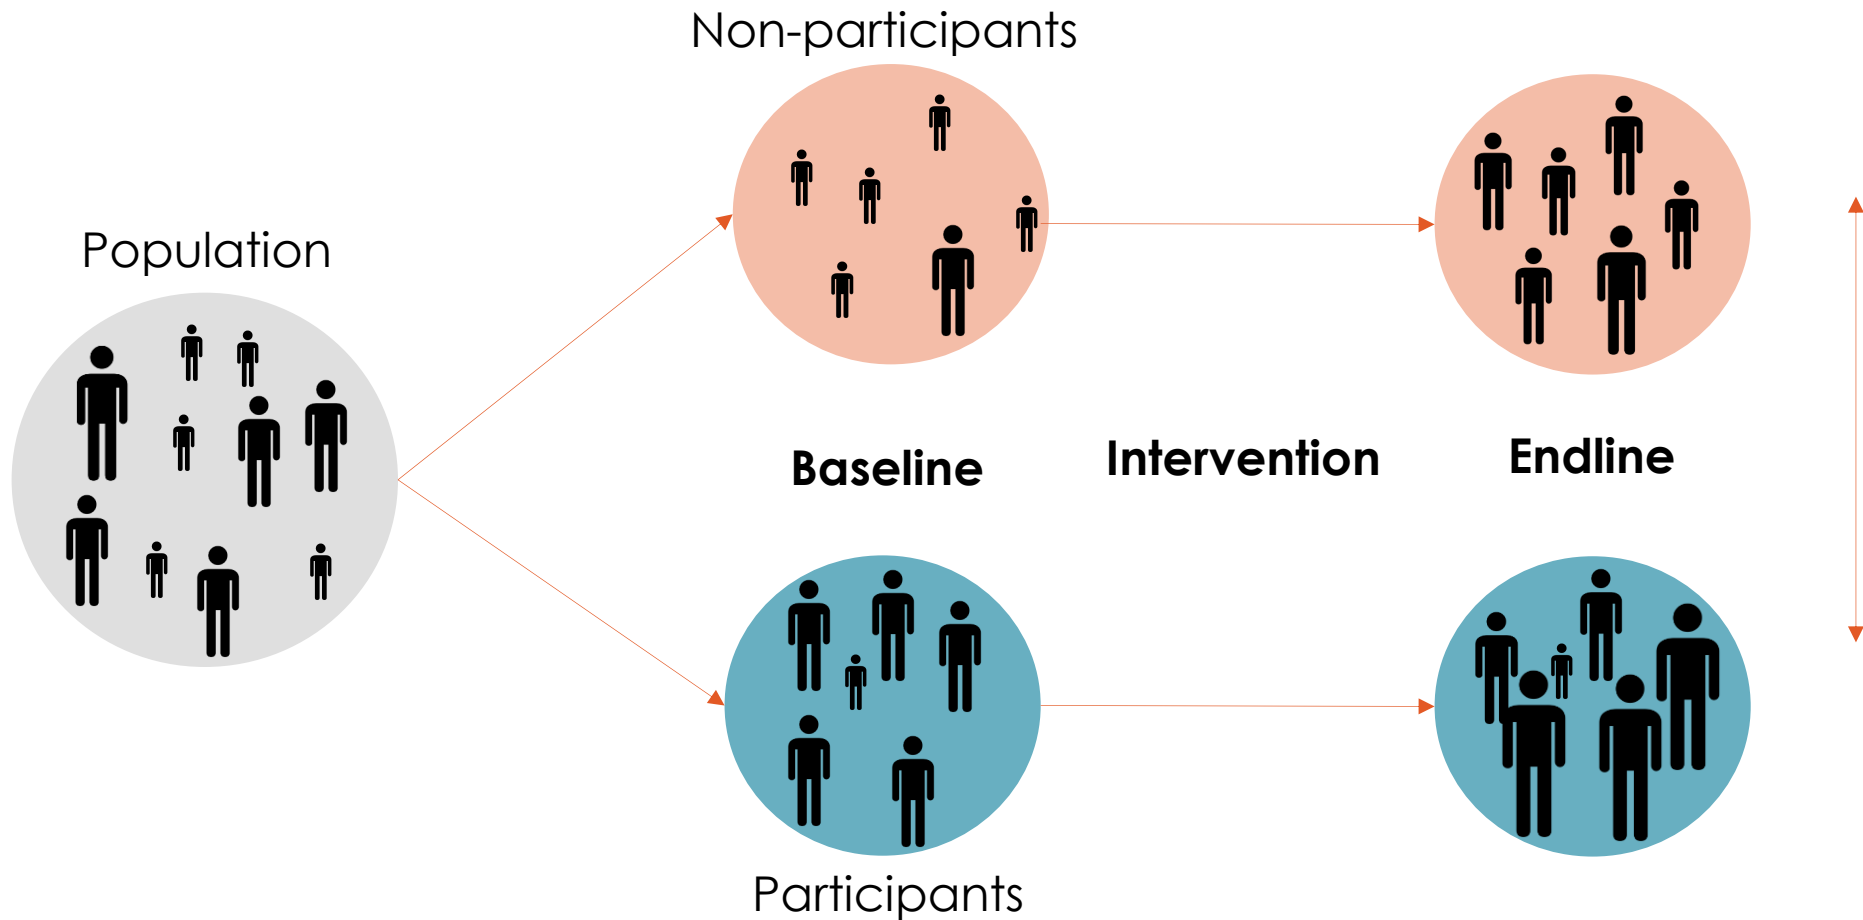 Non-participants
Population
Baseline
Intervention
Endline
Participants